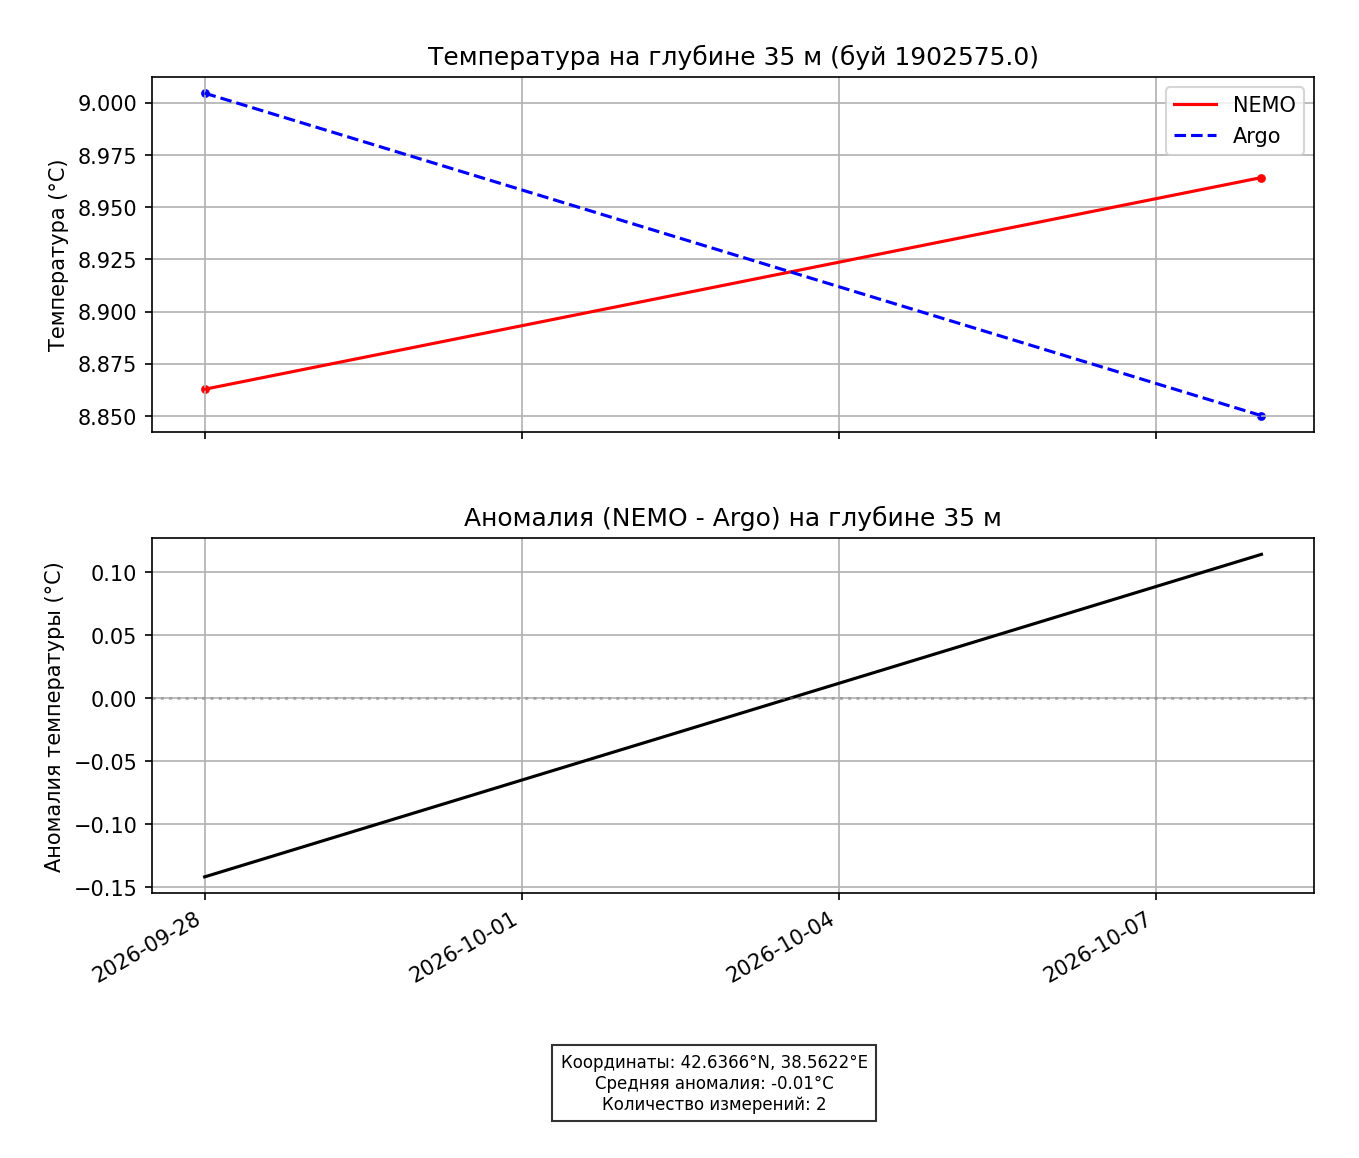 Температура на глубине 35 м (буй 1902575.0)
Температура (°C)
9.000
8.975
8.950
8.925
8.900
8.875
8.850
NEMO
Argo
Аномалия (NEMO - Argo) на глубине 35 м
Аномалия температуры (°C)
0.10
0.05
0.00
−0.05
−0.10
−0.15
2026-09-28
2026-10-01
2026-10-04
2026-10-07
Координаты: 42.6366°N, 38.5622°E
Средняя аномалия: -0.01°C
Количество измерений: 2